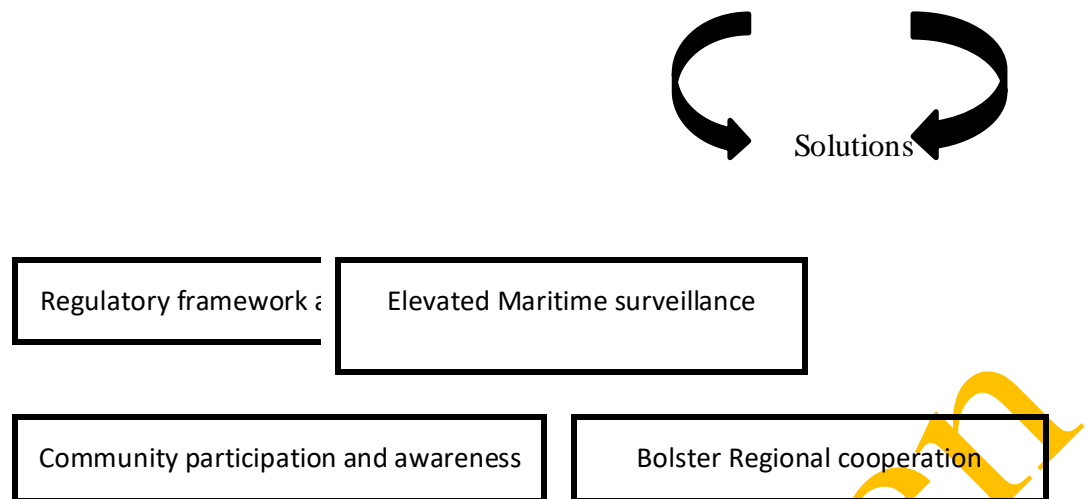 Solutions
Regulatory framework
Elevated Maritime surveillance
Community participation and awareness
Bolster Regional cooperation